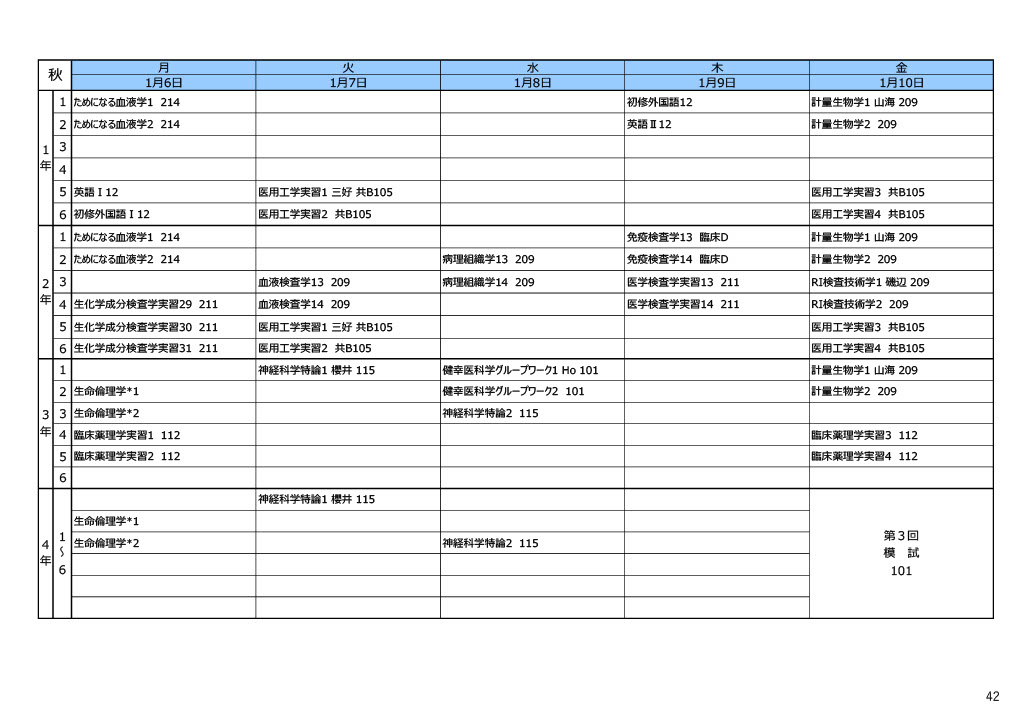 秋 月 火 水 木 金
1月6日 1月7日 1月8日 1月9日 1月10日
1年
1 ためになる血液学1 214 初修外国語12 計量生物学1 山海 209
2 ためになる血液学2 214 英語Ⅱ12 計量生物学2 209
3
4
5 英語Ⅰ12 医用工学実習1 三好 共B105 医用工学実習3 共B105
6 初修外国語Ⅰ12 医用工学実習2 共B105 医用工学実習4 共B105
2年
1 ためになる血液学1 214 免疫検査学13 臨床D 計量生物学1 山海 209
2 ためになる血液学2 214 病理組織学13 209 免疫検査学14 臨床D 計量生物学2 209
3 血液検査学13 209 病理組織学14 209 医学検査学実習13 211 RI検査技術学1 磯辺 209
4 生化学成分検査学実習29 211 血液検査学14 209 医学検査学実習14 211 RI検査技術学2 209
5 生化学成分検査学実習30 211 医用工学実習1 三好 共B105 医用工学実習3 共B105
6 生化学成分検査学実習31 211 医用工学実習2 共B105 医用工学実習4 共B105
3年
1 神経科学特論1 櫻井 115 健幸医科学グループワーク1 Ho 101 計量生物学1 山海 209
2 生命倫理学*1 健幸医科学グループワーク2 101 計量生物学2 209
3 生命倫理学*2 神経科学特論2 115
4 臨床薬理学実習1 112 臨床薬理学実習3 112
5 臨床薬理学実習2 112 臨床薬理学実習4 112
6
4年 1～6
神経科学特論1 櫻井 115
生命倫理学*1
生命倫理学*2 神経科学特論2 115
第３回
模　試
101
42